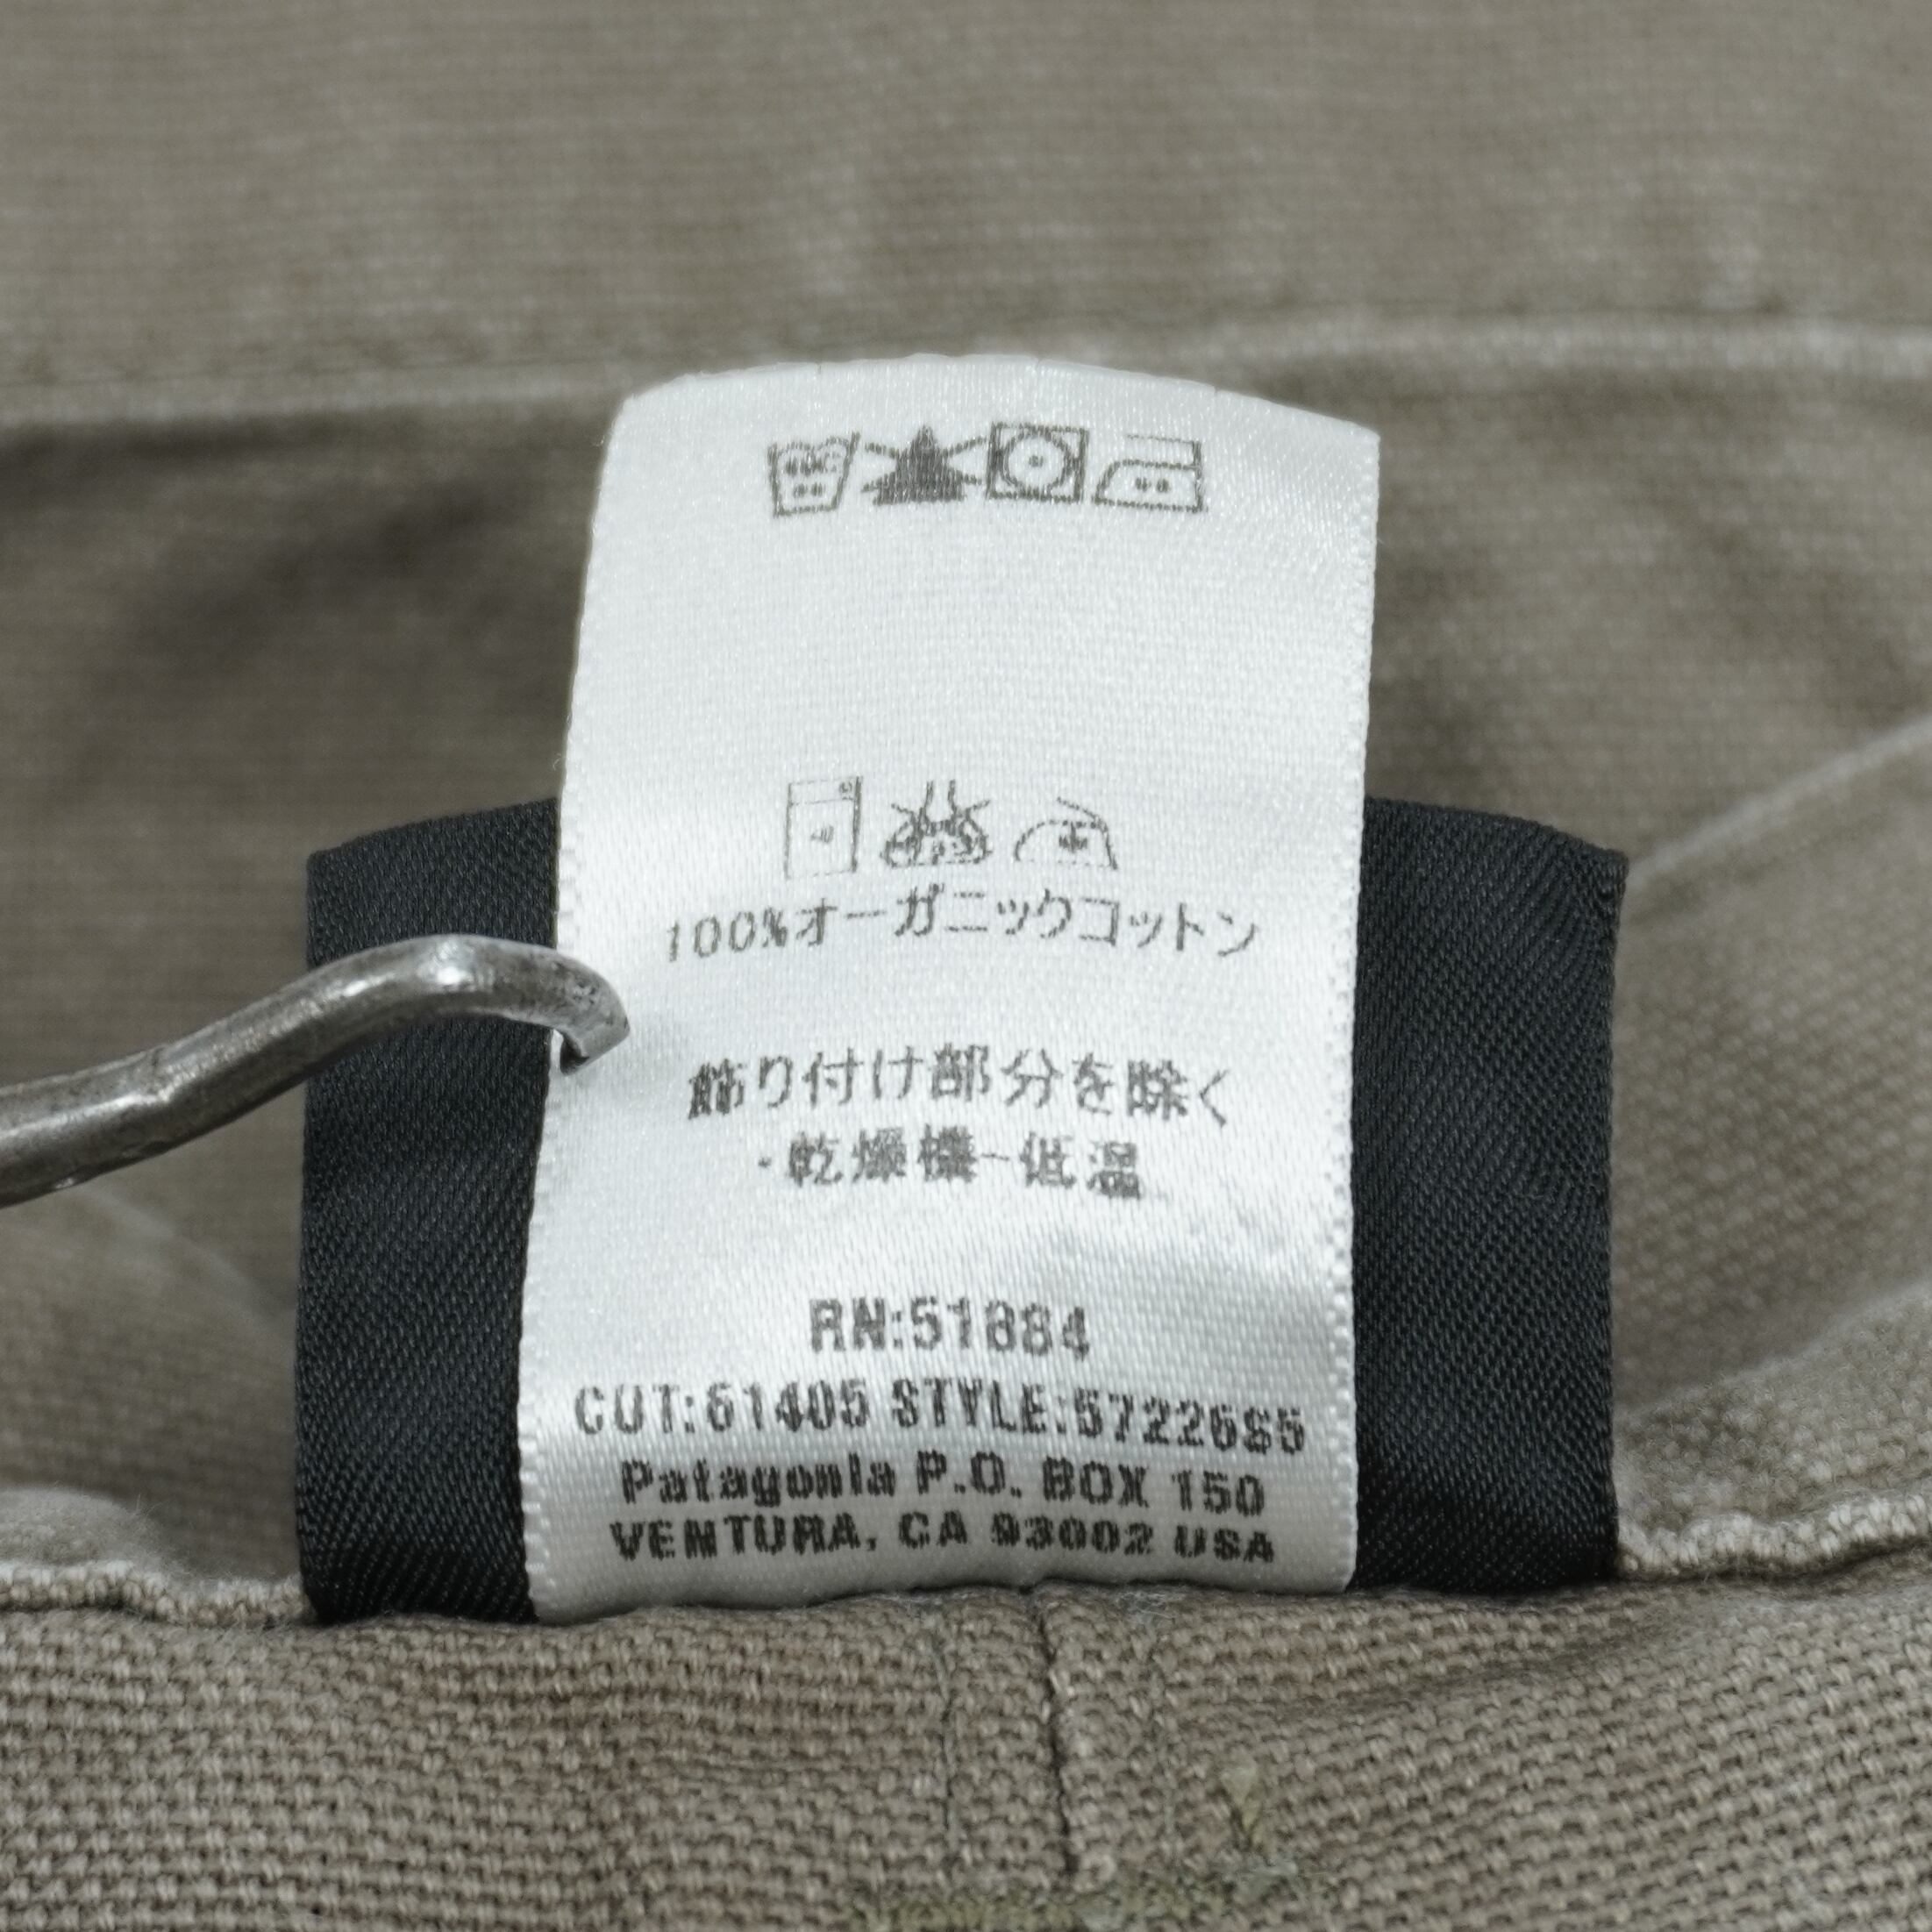 100%オーガニックコットン
飾り付け部分を除く
·乾燥機-低温
RN:51884
CUT:61405 STYLE:57226S5
Patagonia P.O. BOX 150
VENTURA, CA 93002 USA